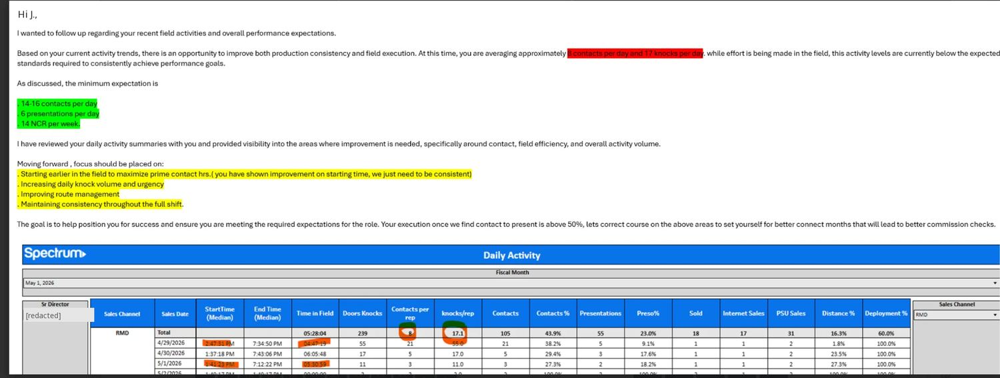 Hi J.,
I wanted to follow up regarding your recent field activities and overall performance expectations.
Based on your current activity trends, there is an opportunity to improve both production consistency and field execution. At this time, you are averaging approximately 8 contacts per day and 17 knocks per day. while effort is being made in the field, this activity levels are currently below the expected
standards required to consistently achieve performance goals.
As discussed, the minimum expectation is
. 14-16 contacts per day
. 6 presentations per day
. 14 NCR per week.
I have reviewed your daily activity summaries with you and provided visibility into the areas where improvement is needed, specifically around contact, field efficiency, and overall activity volume.
Moving forward , focus should be placed on:
. Starting earlier in the field to maximize prime contact hrs.( you have shown improvement on starting time, we just need to be consistent)
. Increasing daily knock volume and urgency
. Improving route management
. Maintaining consistency throughout the full shift.
The goal is to help position you for success and ensure you are meeting the required expectations for the role. Your execution once we find contact to present is above 50%, lets correct course on the above areas to set yourself for better connect months that will lead to better commission checks.
Spectrum Daily Activity
Fiscal Month
May 1, 2026
Sr Director
[redacted]
Sales Channel Sales Date StartTime (Median) End Time (Median) Time in Field Doors Knocks Contacts per rep knocks/rep Contacts Contacts % Presentations Preso% Sold Internet Sales PSU Sales Distance % Deployment %
Sales Channel
RMD
RMD Total 05:28:04 239 8 17.1 105 43.9% 55 23.0% 18 17 31 16.3% 60.0%
4/29/2026 2:47:31 PM 7:34:50 PM 04:47:19 55 21 55.0 21 38.2% 5 9.1% 1 1 2 1.8% 100.0%
4/30/2026 1:37:18 PM 7:43:06 PM 06:05:48 17 5 17.0 5 29.4% 3 17.6% 1 1 2 23.5% 100.0%
5/1/2026 1:41:23 PM 7:12:22 PM 05:30:59 11 3 11.0 3 27.3% 2 18.2% 1 1 2 27.3% 100.0%